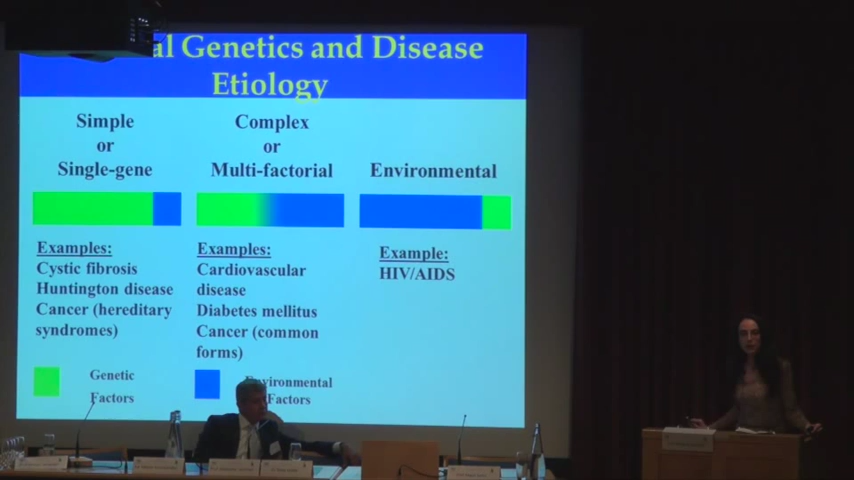 al Genetics and Disease
Etiology
Simple
or
Single-gene
Complex
or
Multi-factorial
Environmental
Examples:
Cystic fibrosis
Huntington disease
Cancer (hereditary
syndromes)
Examples:
Cardiovascular
disease
Diabetes mellitus
Cancer (common
forms)
Example:
HIV/AIDS
Genetic
Factors
Environmental
Factors